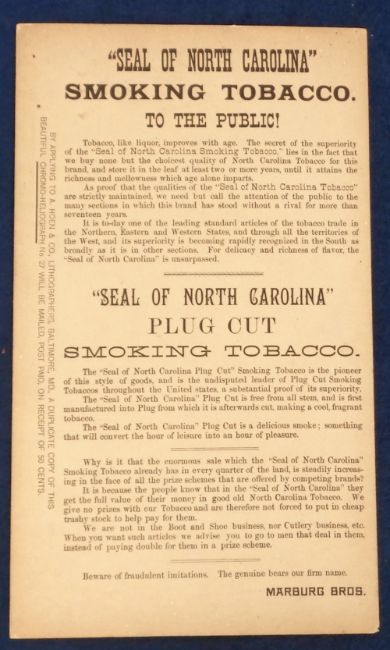 "SEAL OF NORTH CAROLINA"
SMOKING TOBACCO.
TO THE PUBLIC!
Tobacco, like liquor, improves with age. The secret of the superiority
of the "Seal of North Carolina Smoking Tobacco," lies in the fact that
we buy none but the choicest quality of North Carolina Tobacco for this
brand, and store it in the leaf at least two or more years, until it attains the
richness and mellowness which age alone imparts.
As proof that the qualities of the "Seal of North Carolina Tobacco"
are strictly maintained, we need but call the attention of the public to the
many sections in which this brand has stood without a rival for more than
seventeen years.
It is to-day one of the leading standard articles of the tobacco trade in
the Northern, Eastern and Western States, and through all the territories of
the West, and its superiority is becoming rapidly recognized in the South as
broadly as it is in other sections. For delicacy and richness of flavor, the
"Seal of North Carolina" is unsurpassed.
"SEAL OF NORTH CAROLINA"
PLUG CUT
SMOKING TOBACCO.
The "Seal of North Carolina Plug Cut" Smoking Tobacco is the pioneer
of this style of goods, and is the undisputed leader of Plug Cut Smoking
Tobaccos throughout the United states, a substantial proof of its superiority.
The "Seal of North Carolina" Plug Cut is free from all stem, and is first
manufactured into Plug from which it is afterwards cut, making a cool, fragrant
tobacco.
The "Seal of North Carolina" Plug Cut is a delicious smoke; something
that will convert the hour of leisure into an hour of pleasure.
Why is it that the enormous sale which the "Seal of North Carolina"
Smoking Tobacco already has in every quarter of the land, is steadily increas-
ing in the face of all the prize schemes that are offered by competing brands?
It is because the people know that in the "Seal of North Carolina" they
get the full value of their money in good old North Carolina Tobacco. We
give no prizes with our Tobacco and are therefore not forced to put in cheap
trashy stock to help pay for them.
We are not in the Boot and Shoe business, nor Cutlery business, etc.
When you want such articles we advise you to go to men that deal in them,
instead of paying double for them in a prize scheme.
Beware of fraudulent imitations. The genuine bears our firm name.
MARBURG BROS.
BY APPLYING TO A. HOEN & CO., LITHOGRAPHERS, BALTIMORE, MD., A DUPLICATE COPY OF THIS
BEAUTIFUL CHROMO-HELIOGRAPH No. 27 WILL BE MAILED, POST PAID, ON RECEIPT OF 50 CENTS.